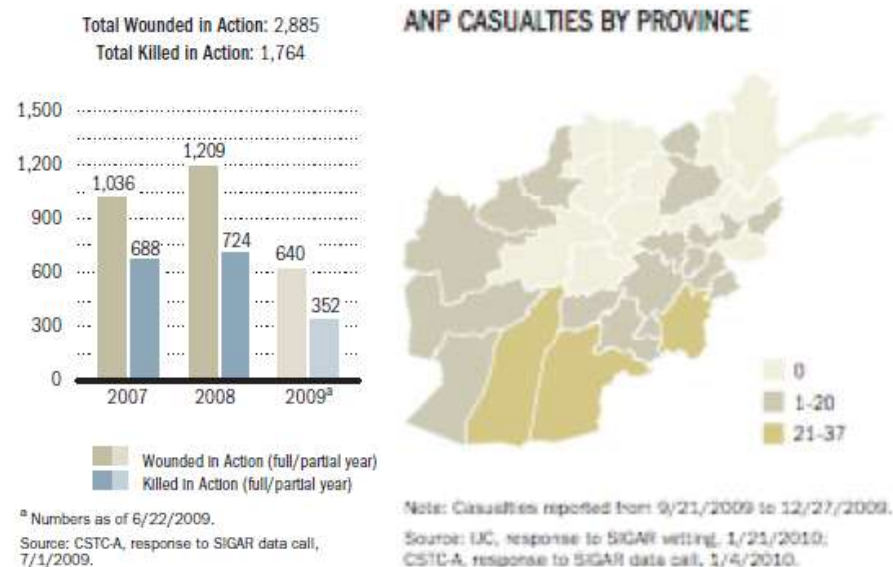 Total Wounded in Action: 2,885
Total Killed in Action: 1,764
1,500
1,200
900
600
300
0
1,036
688
1,209
724
640
352
2007
2008
2009a
Wounded in Action (full/partial year)
Killed in Action (full/partial year)
a Numbers as of 6/22/2009.
Source: CSTC-A, response to SIGAR data call,
7/1/2009.
ANP CASUALTIES BY PROVINCE
0
1-20
21-37
Note: Casualties reported from 9/21/2009 to 12/27/2009.
Source: IJC, response to SIGAR vetting, 1/21/2010;
CSTC-A, response to SIGAR data call, 1/4/2010.